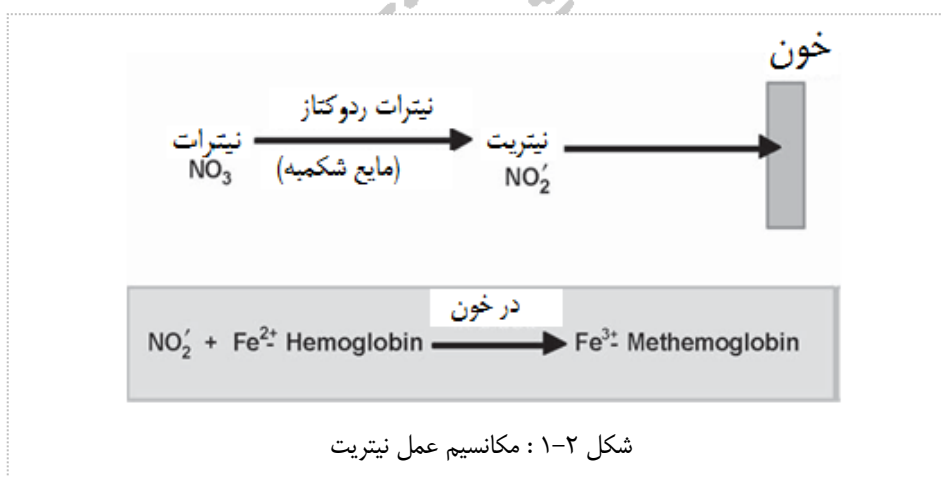 خون
نیترات ردوکتاز
نیترات
نیتریت
NO₃
(مایع شکمبه)
NO₂′
در خون
NO₂′ + Fe²⁺- Hemoglobin
Fe³⁺- Methemoglobin
شکل ۲-۱ : مکانسیم عمل نیتریت